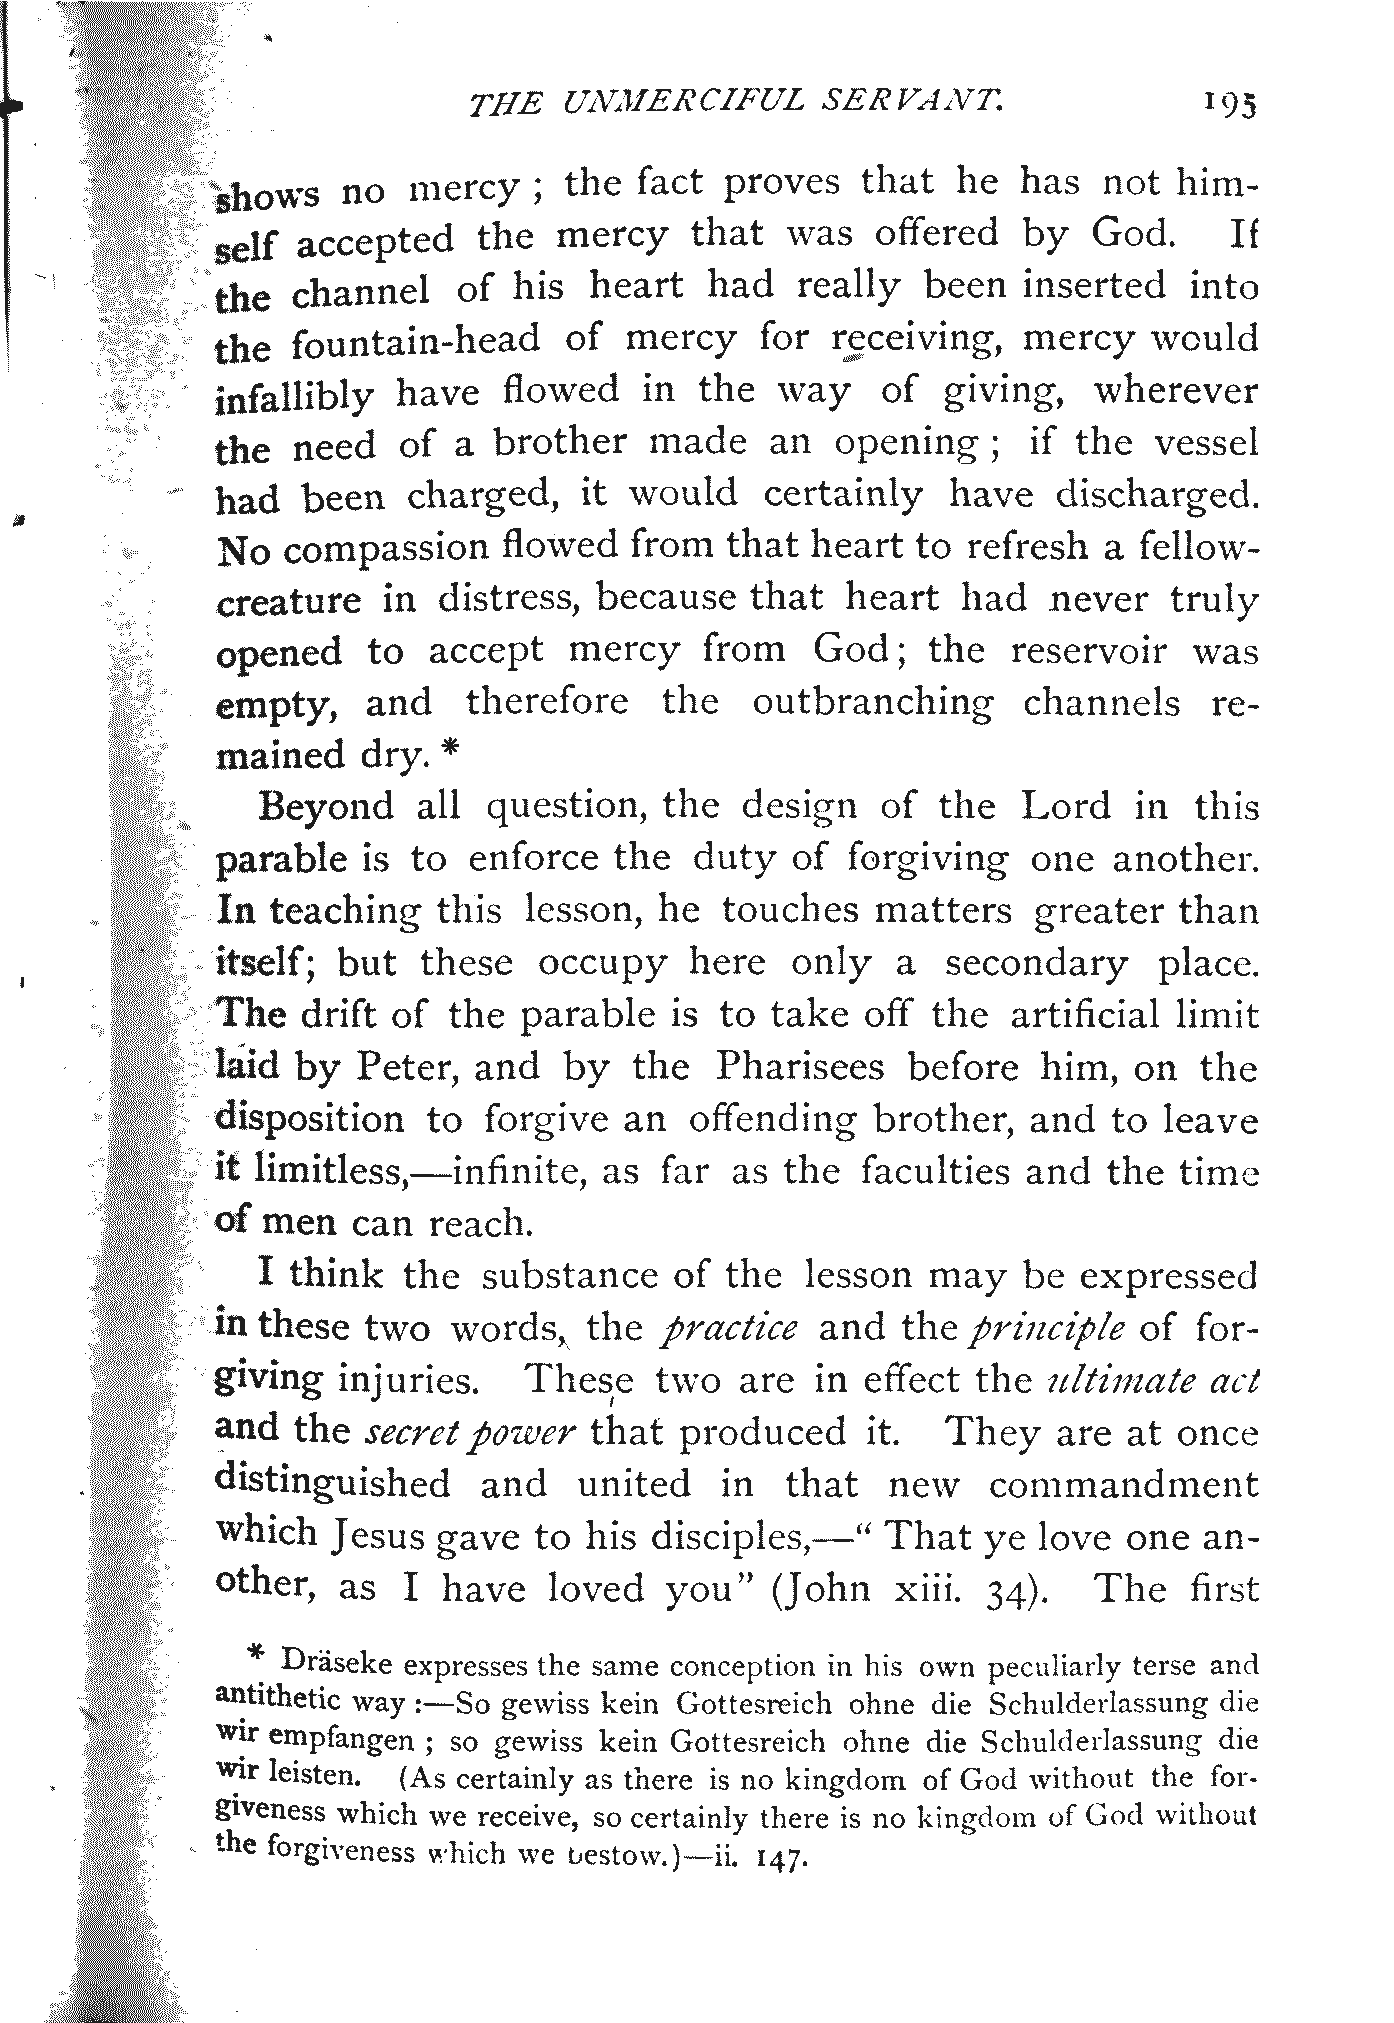 THE UNMERCIFUL SERVANT. 195
shows no mercy ; the fact proves that he has not him-
self accepted the mercy that was offered by God. If
the channel of his heart had really been inserted into
the fountain-head of mercy for receiving, mercy would
infallibly have flowed in the way of giving, wherever
the need of a brother made an opening ; if the vessel
had been charged, it would certainly have discharged.
No compassion flowed from that heart to refresh a fellow-
creature in distress, because that heart had never truly
opened to accept mercy from God; the reservoir was
empty, and therefore the outbranching channels re-
mained dry. *
Beyond all question, the design of the Lord in this
parable is to enforce the duty of forgiving one another.
In teaching this lesson, he touches matters greater than
itself; but these occupy here only a secondary place.
The drift of the parable is to take off the artificial limit
laid by Peter, and by the Pharisees before him, on the
disposition to forgive an offending brother, and to leave
it limitless,—infinite, as far as the faculties and the time
of men can reach.
I think the substance of the lesson may be expressed
in these two words, the practice and the principle of for-
giving injuries. These two are in effect the ultimate act
and the secret power that produced it. They are at once
distinguished and united in that new commandment
which Jesus gave to his disciples,—“ That ye love one an-
other, as I have loved you” (John xiii. 34). The first
* Dräseke expresses the same conception in his own peculiarly terse and
antithetic way :—So gewiss kein Gottesreich ohne die Schulderlassung die
wir empfangen ; so gewiss kein Gottesreich ohne die Schulderlassung die
wir leisten. (As certainly as there is no kingdom of God without the for-
giveness which we receive, so certainly there is no kingdom of God without
the forgiveness which we bestow.)—ii. 147.